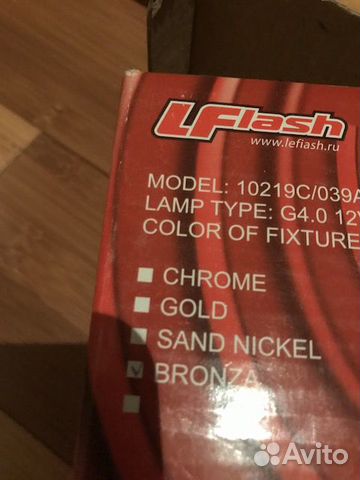 LFlash
www.lefiash.ru
MODEL: 10219C/039A
LAMP TYPE: G4.0 12V
COLOR OF FIXTURE
CHROME
GOLD
SAND NICKEL
BRONZA
Avito